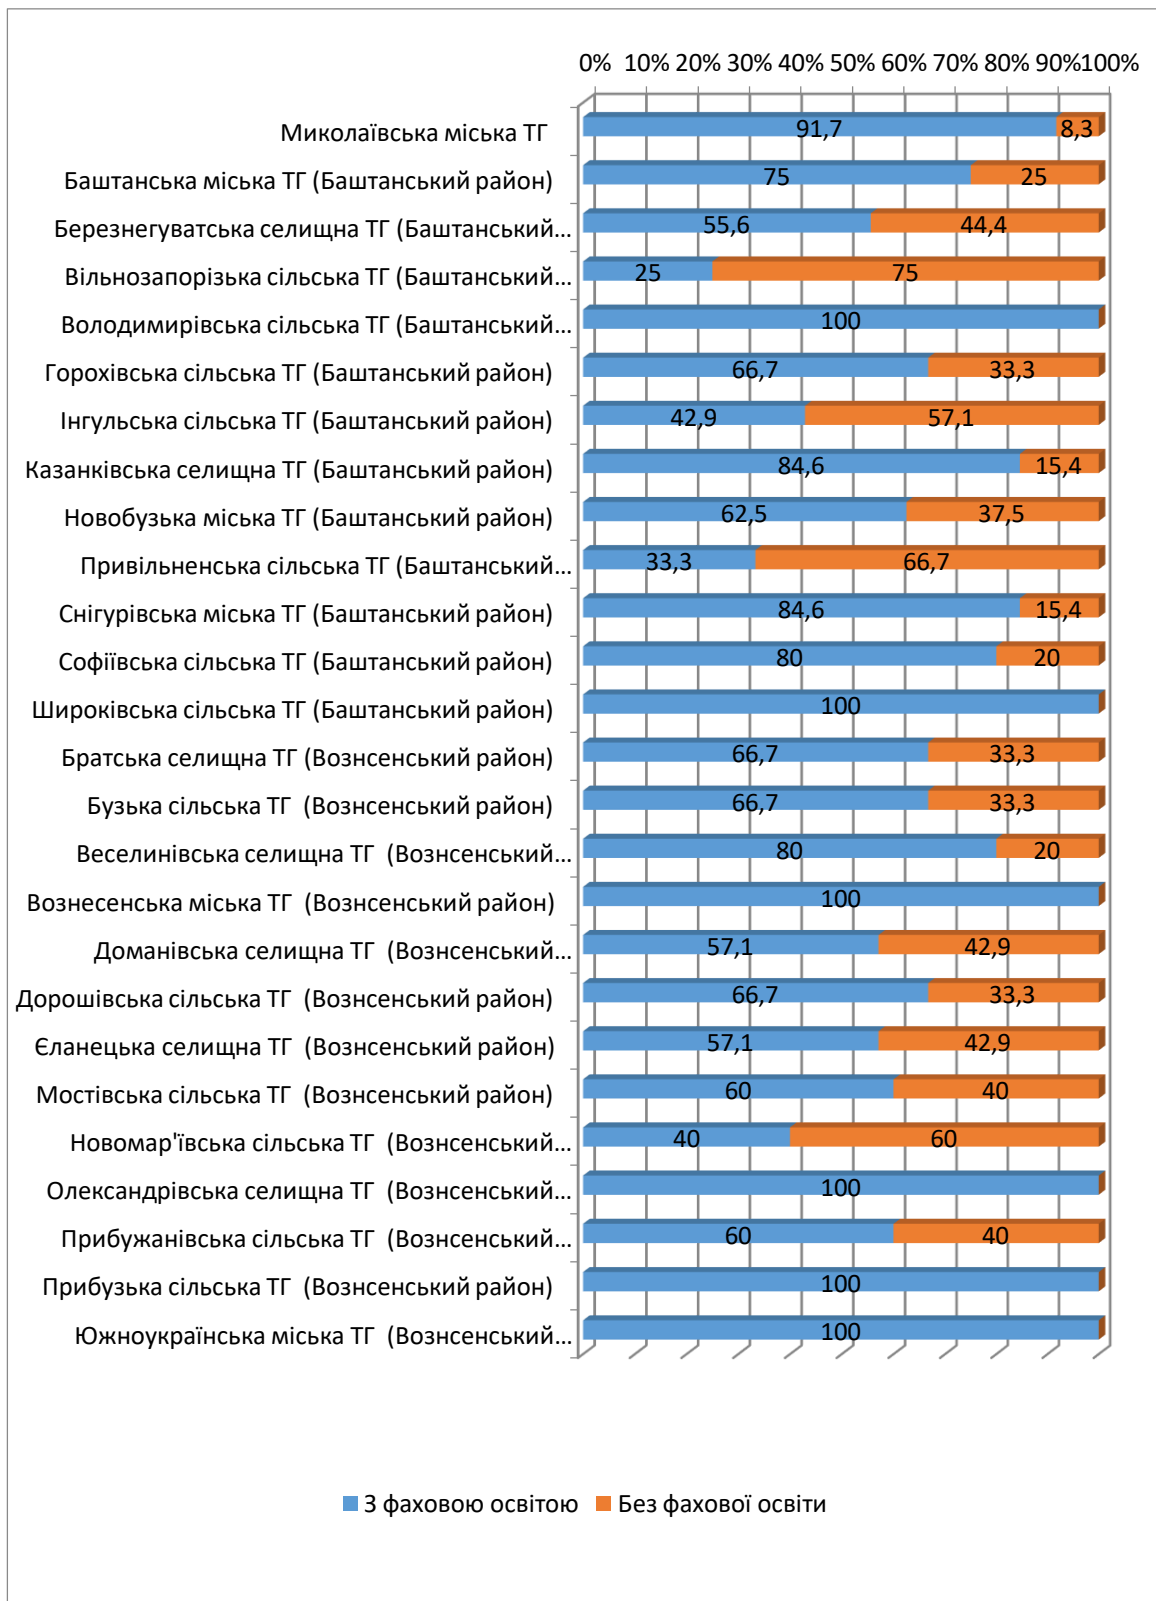 0% 10% 20% 30% 40% 50% 60% 70% 80% 90% 100%
Миколаївська міська ТГ 91,7 8,3
Баштанська міська ТГ (Баштанський район) 75 25
Березнегуватська селищна ТГ (Баштанський... 55,6 44,4
Вільнозапорізька сільська ТГ (Баштанський... 25 75
Володимирівська сільська ТГ (Баштанський... 100
Горохівська сільська ТГ (Баштанський район) 66,7 33,3
Інгульська сільська ТГ (Баштанський район) 42,9 57,1
Казанківська селищна ТГ (Баштанський район) 84,6 15,4
Новобузька міська ТГ (Баштанський район) 62,5 37,5
Привільненська сільська ТГ (Баштанський... 33,3 66,7
Снігурівська міська ТГ (Баштанський район) 84,6 15,4
Софіївська сільська ТГ (Баштанський район) 80 20
Широківська сільська ТГ (Баштанський район) 100
Братська селищна ТГ (Вознсенський район) 66,7 33,3
Бузька сільська ТГ (Вознсенський район) 66,7 33,3
Веселинівська селищна ТГ (Вознсенський... 80 20
Вознесенська міська ТГ (Вознсенський район) 100
Доманівська селищна ТГ (Вознсенський... 57,1 42,9
Дорошівська сільська ТГ (Вознсенський район) 66,7 33,3
Єланецька селищна ТГ (Вознсенський район) 57,1 42,9
Мостівська сільська ТГ (Вознсенський район) 60 40
Новомар'ївська сільська ТГ (Вознсенський... 40 60
Олександрівська селищна ТГ (Вознсенський... 100
Прибужанівська сільська ТГ (Вознсенський... 60 40
Прибузька сільська ТГ (Вознсенський район) 100
Южноукраїнська міська ТГ (Вознсенський... 100
З фаховою освітою Без фахової освіти